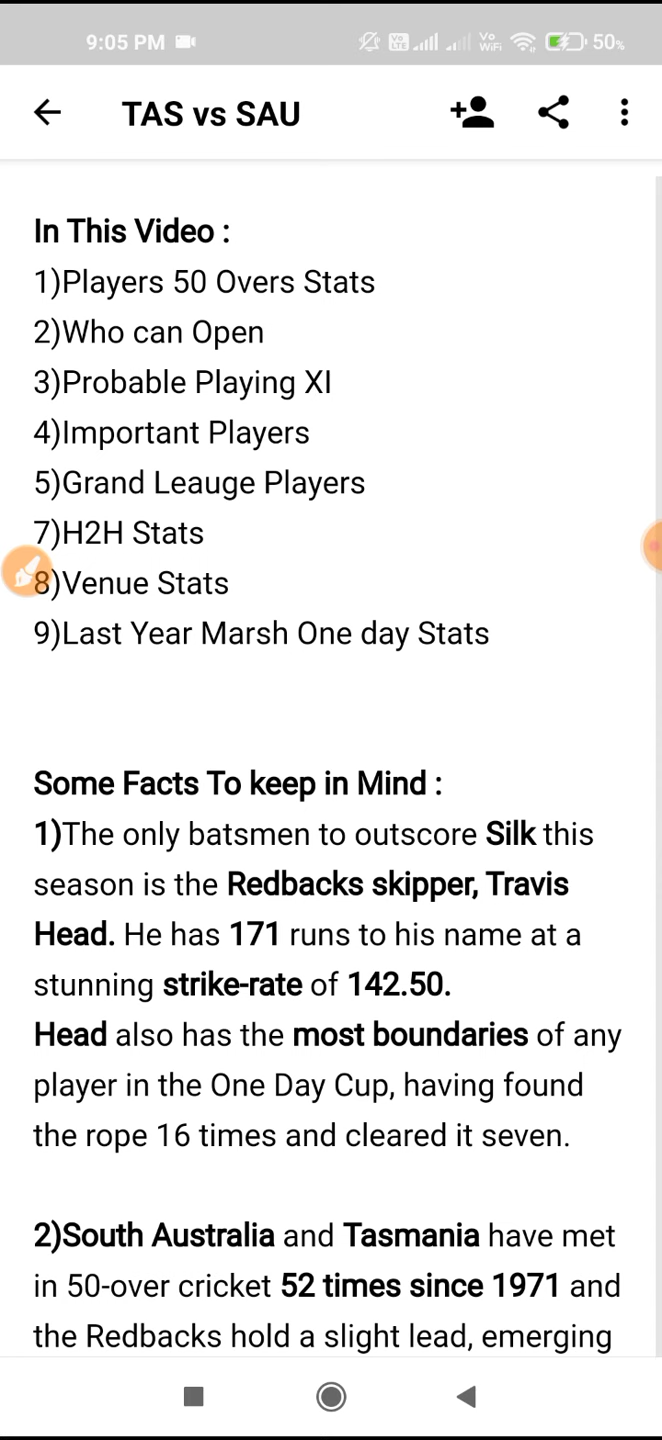 9:05 PM
Vo LTE
Vo WiFi
50%
TAS vs SAU
In This Video :
1)Players 50 Overs Stats
2)Who can Open
3)Probable Playing XI
4)Important Players
5)Grand Leauge Players
7)H2H Stats
8)Venue Stats
9)Last Year Marsh One day Stats
Some Facts To keep in Mind :
1)The only batsmen to outscore Silk this
season is the Redbacks skipper, Travis
Head. He has 171 runs to his name at a
stunning strike-rate of 142.50.
Head also has the most boundaries of any
player in the One Day Cup, having found
the rope 16 times and cleared it seven.
2)South Australia and Tasmania have met
in 50-over cricket 52 times since 1971 and
the Redbacks hold a slight lead, emerging